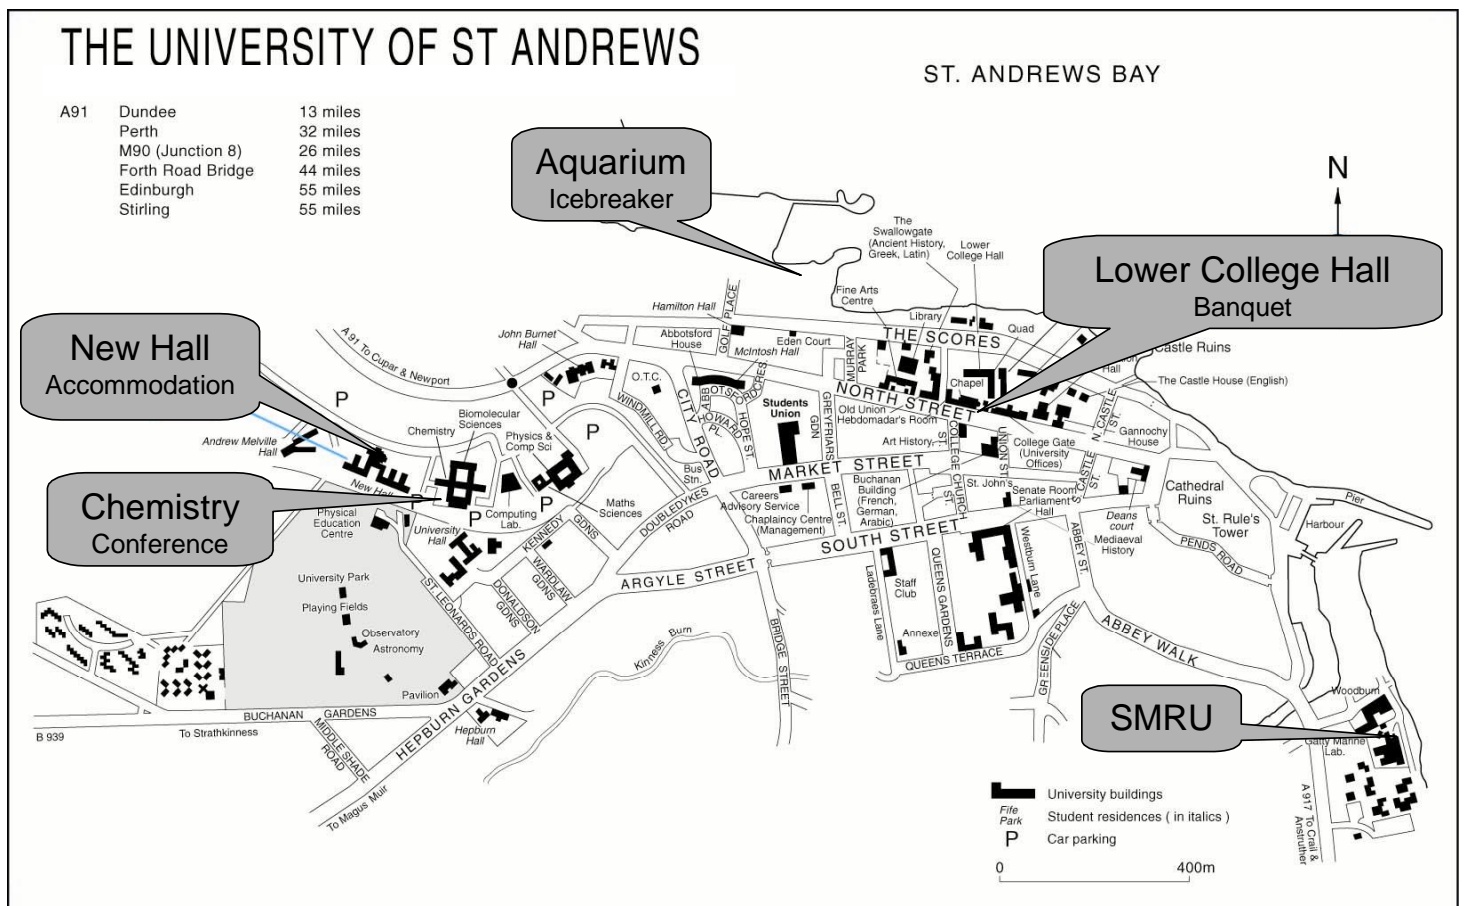 THE UNIVERSITY OF ST ANDREWS
ST. ANDREWS BAY
A91 Dundee 13 miles
Perth 32 miles
M90 (Junction 8) 26 miles
Forth Road Bridge 44 miles
Edinburgh 55 miles
Stirling 55 miles
Aquarium
Icebreaker
N
The
Swallowgate
(Ancient History,
Greek, Latin)
Lower
College Hall
Lower College Hall
Banquet
Fine Arts
Centre
Hamilton Hall
GOLF PLACE
Library
THE SCORES
Quad
Castle Ruins
Hall
The Castle House (English)
New Hall
Accommodation
A 91 To Cupar & Newport
John Burnet
Hall
Abbotsford
House
Eden Court
McIntosh Hall
MURRAY
PARK
Chapel
O.T.C.
ABBOTSFORD CRES.
P
P
P
WINDMILL RD.
CITY ROAD
HOWARD
PL.
HOPE ST.
Students
Union
GREYFRIARS
GDN
NORTH STREET
Old Union
Hebdomadar's Room
N. CASTLE
ST.
Biomolecular
Sciences
Chemistry
Physics &
Comp Sci
Andrew Melville
Hall
Art History
COLLEGE
ST.
UNION ST.
College Gate
(University
Offices)
Gannochy
House
New Hall
Bus
Stn.
MARKET STREET
Buchanan
Building
(French,
German,
Arabic)
St. John's
CHURCH
ST.
S. CASTLE
ST.
Cathedral
Ruins
Pier
Chemistry
Conference
Physical
Education
Centre
P
P
P
Computing
Lab.
Maths
Sciences
University
Hall
KENNEDY
GDNS
DOUBLEDYKES
ROAD
Careers
Advisory Service
Chaplaincy Centre
(Management)
BELL ST.
Senate Room
Parliament
Hall
Deans
court
Mediaeval
History
St. Rule's
Tower
Harbour
SOUTH STREET
ABBEY ST.
PENDS ROAD
WARDLAW
GDNS
DONALDSON
GDNS
ARGYLE STREET
Ladebraes Lane
Staff
Club
QUEENS GARDENS
Westburn Lane
University Park
Playing Fields
Observatory
Astronomy
ST LEONARDS ROAD
Kinness Burn
BRIDGE STREET
Annexe
QUEENS TERRACE
GREENSIDE PLACE
ABBEY WALK
Pavilion
HEPBURN GARDENS
BUCHANAN GARDENS
B 939
To Strathkinness
MIDDLE SHADE
ROAD
Hepburn
Hall
To Magus Muir
SMRU
Woodburn
Gatty Marine
Lab.
A 917 To Crail &
Anstruther
University buildings
Fife
Park
Student residences ( in italics )
P Car parking
0 400m